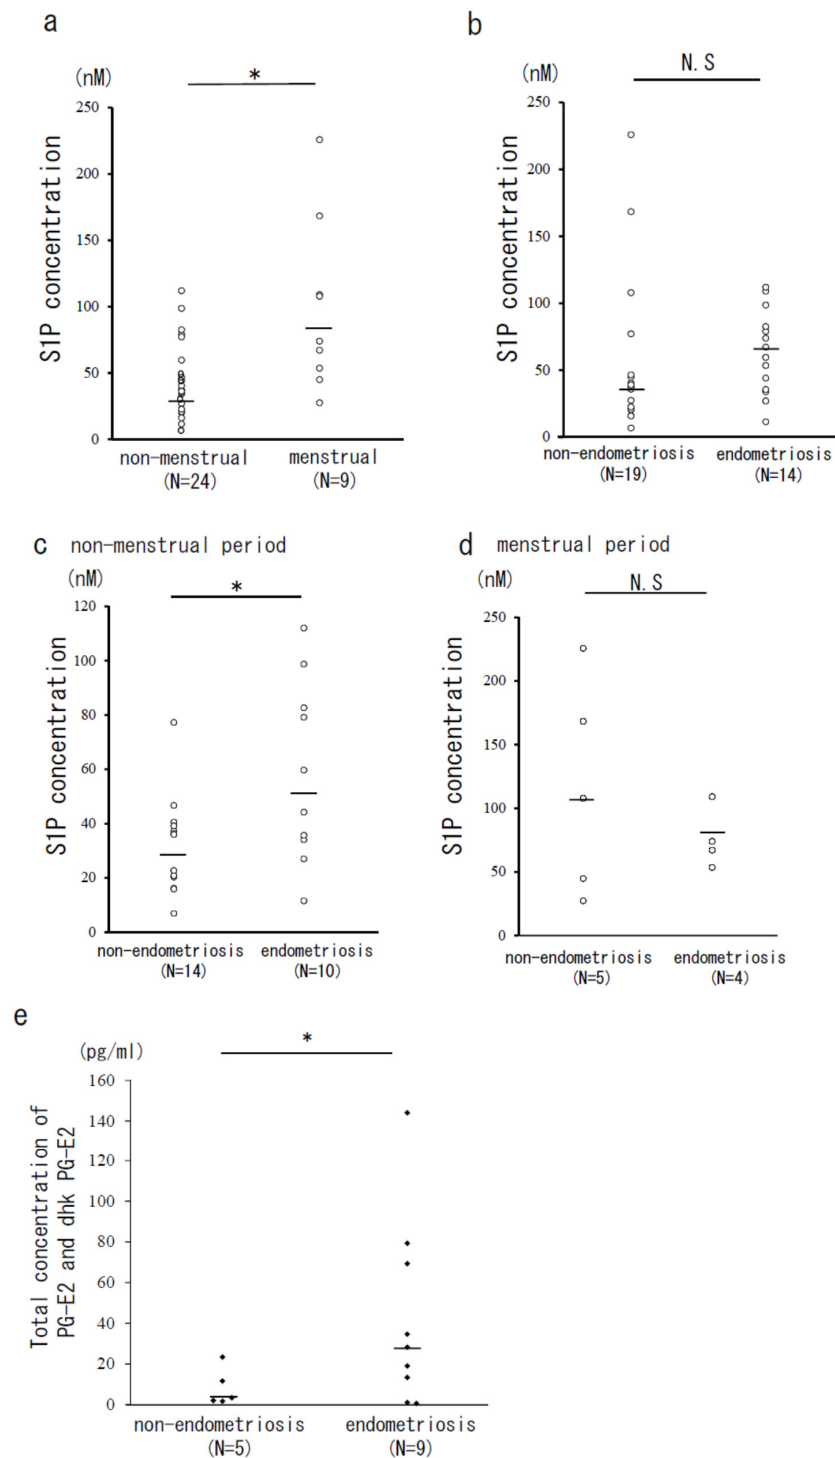 a
(nM)
*
250
200
150
100
50
0
S1P concentration
non-menstrual
(N=24)
menstrual
(N=9)
b
(nM)
N.S
250
200
150
100
50
0
S1P concentration
non-endometriosis
(N=19)
endometriosis
(N=14)
c non-menstrual period
(nM)
*
120
100
80
60
40
20
0
S1P concentration
non-endometriosis
(N=14)
endometriosis
(N=10)
d menstrual period
(nM)
N.S
250
200
150
100
50
0
S1P concentration
non-endometriosis
(N=5)
endometriosis
(N=4)
e
(pg/ml)
*
160
140
120
100
80
60
40
20
0
Total concentration of
PG-E2 and dhk PG-E2
non-endometriosis
(N=5)
endometriosis
(N=9)